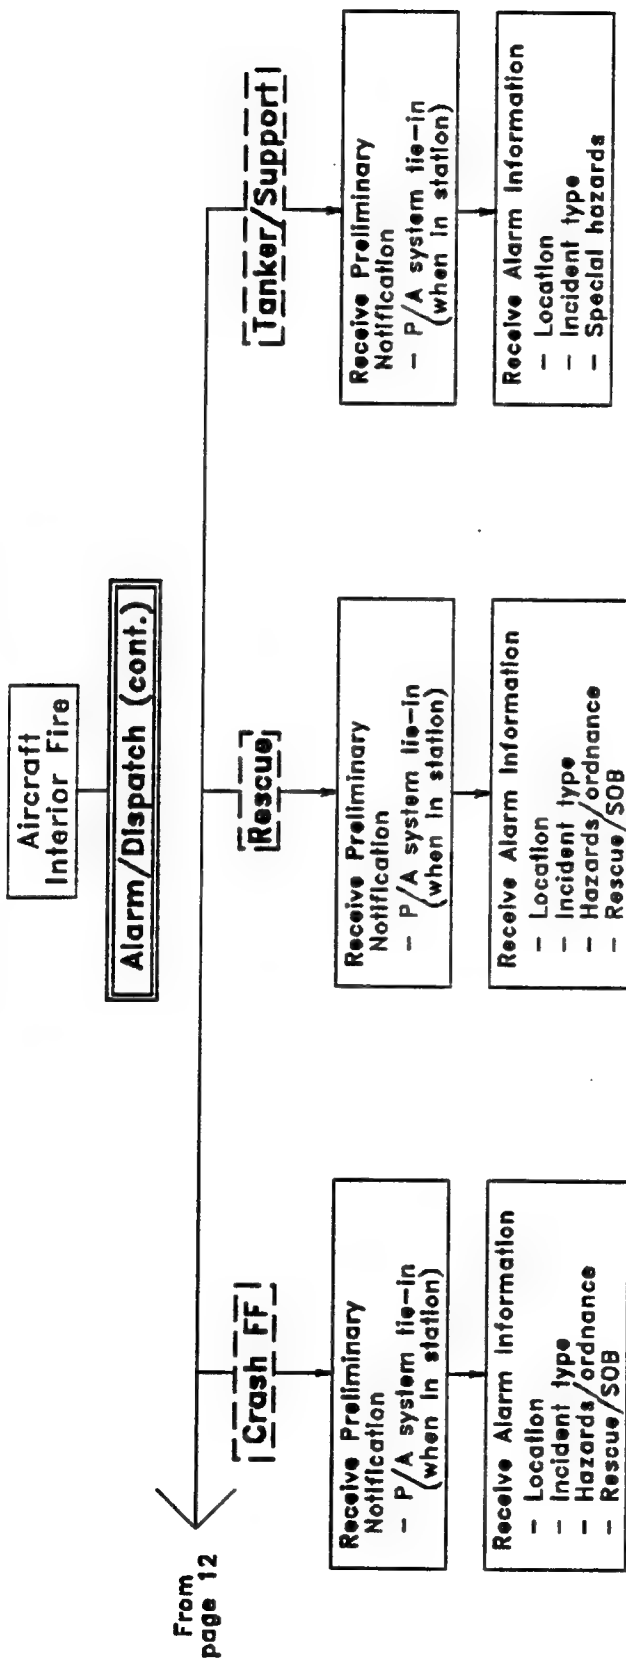 Aircraft
Interior Fire
Alarm/Dispatch (cont.)
From
page 12
Crash FF
Receive Preliminary
Notification
- P/A system tie-in
(when in station)
Receive Alarm Information
- Location
- Incident type
- Hazards/ordnance
- Rescue/SOB
Rescue
Receive Preliminary
Notification
- P/A system tie-in
(when in station)
Receive Alarm Information
- Location
- Incident type
- Hazards/ordnance
- Rescue/SOB
Tanker/Support
Receive Preliminary
Notification
- P/A system tie-in
(when in station)
Receive Alarm Information
- Location
- Incident type
- Special hazards